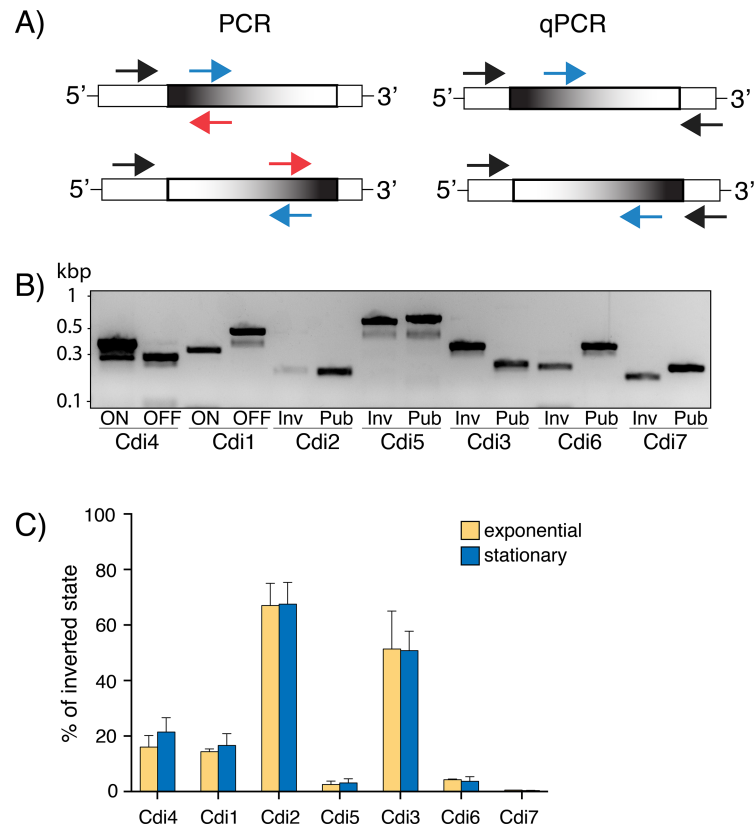 A) PCR qPCR
5’ 3’ 5’ 3’
5’ 3’ 5’ 3’
B) kbp
1
0.5
0.3
0.1
ON OFF ON OFF Inv Pub Inv Pub Inv Pub Inv Pub Inv Pub
Cdi4 Cdi1 Cdi2 Cdi5 Cdi3 Cdi6 Cdi7
C)
% of inverted state
100
80
60
40
20
0
exponential
stationary
Cdi4 Cdi1 Cdi2 Cdi5 Cdi3 Cdi6 Cdi7